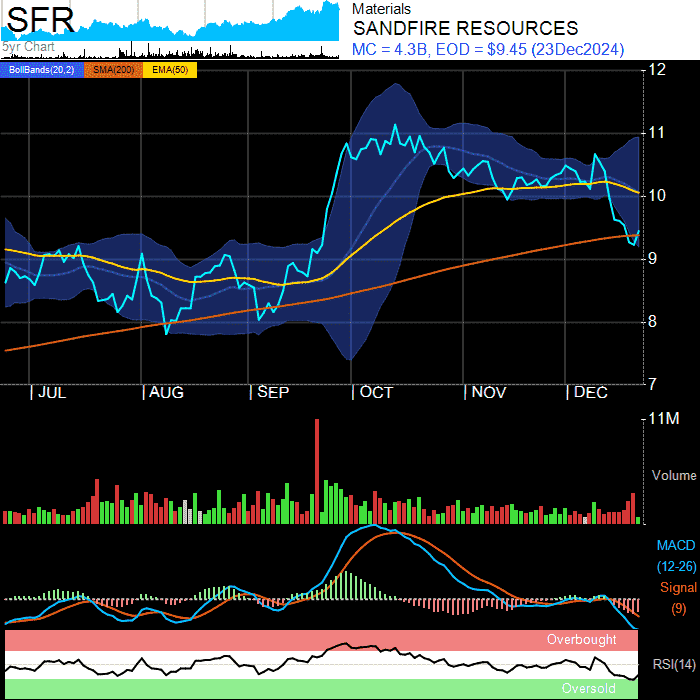 SFR
5yr Chart
Materials
SANDFIRE RESOURCES
MC = 4.3B, EOD = $9.45 (23Dec2024)
BollBands(20,2) SMA(200) EMA(50)
12
11
10
9
8
7
| JUL | AUG | SEP | OCT | NOV | DEC
11M
Volume
MACD
(12-26)
Signal
(9)
Overbought
RSI(14)
Oversold